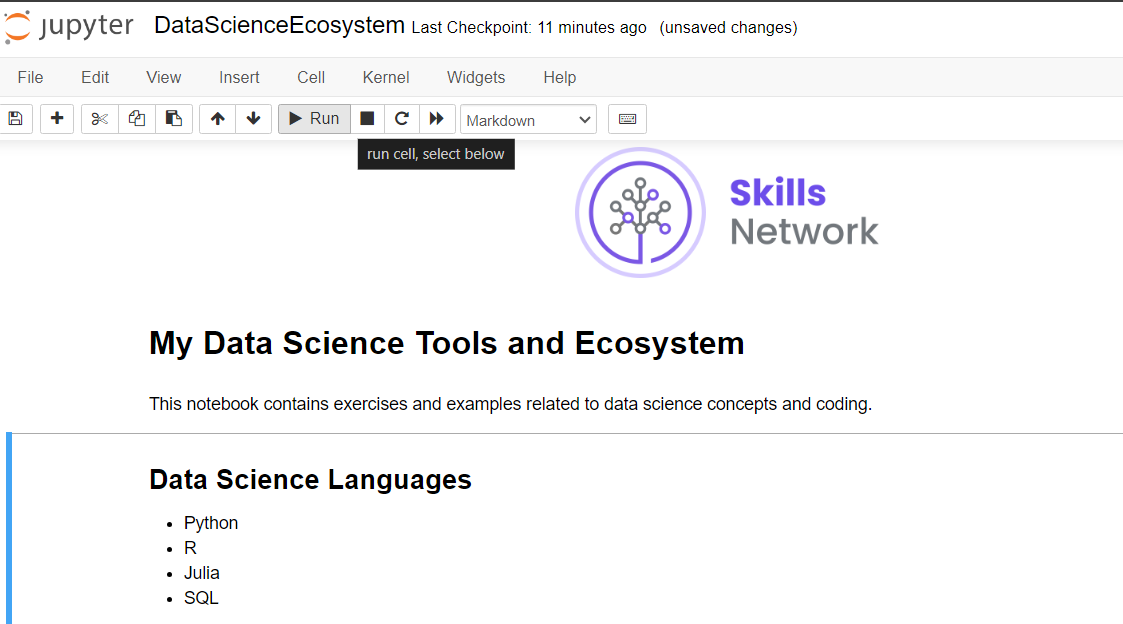 jupyter DataScienceEcosystem Last Checkpoint: 11 minutes ago (unsaved changes)
File Edit View Insert Cell Kernel Widgets Help
Run Markdown
run cell, select below
Skills
Network
My Data Science Tools and Ecosystem
This notebook contains exercises and examples related to data science concepts and coding.
Data Science Languages
• Python
• R
• Julia
• SQL